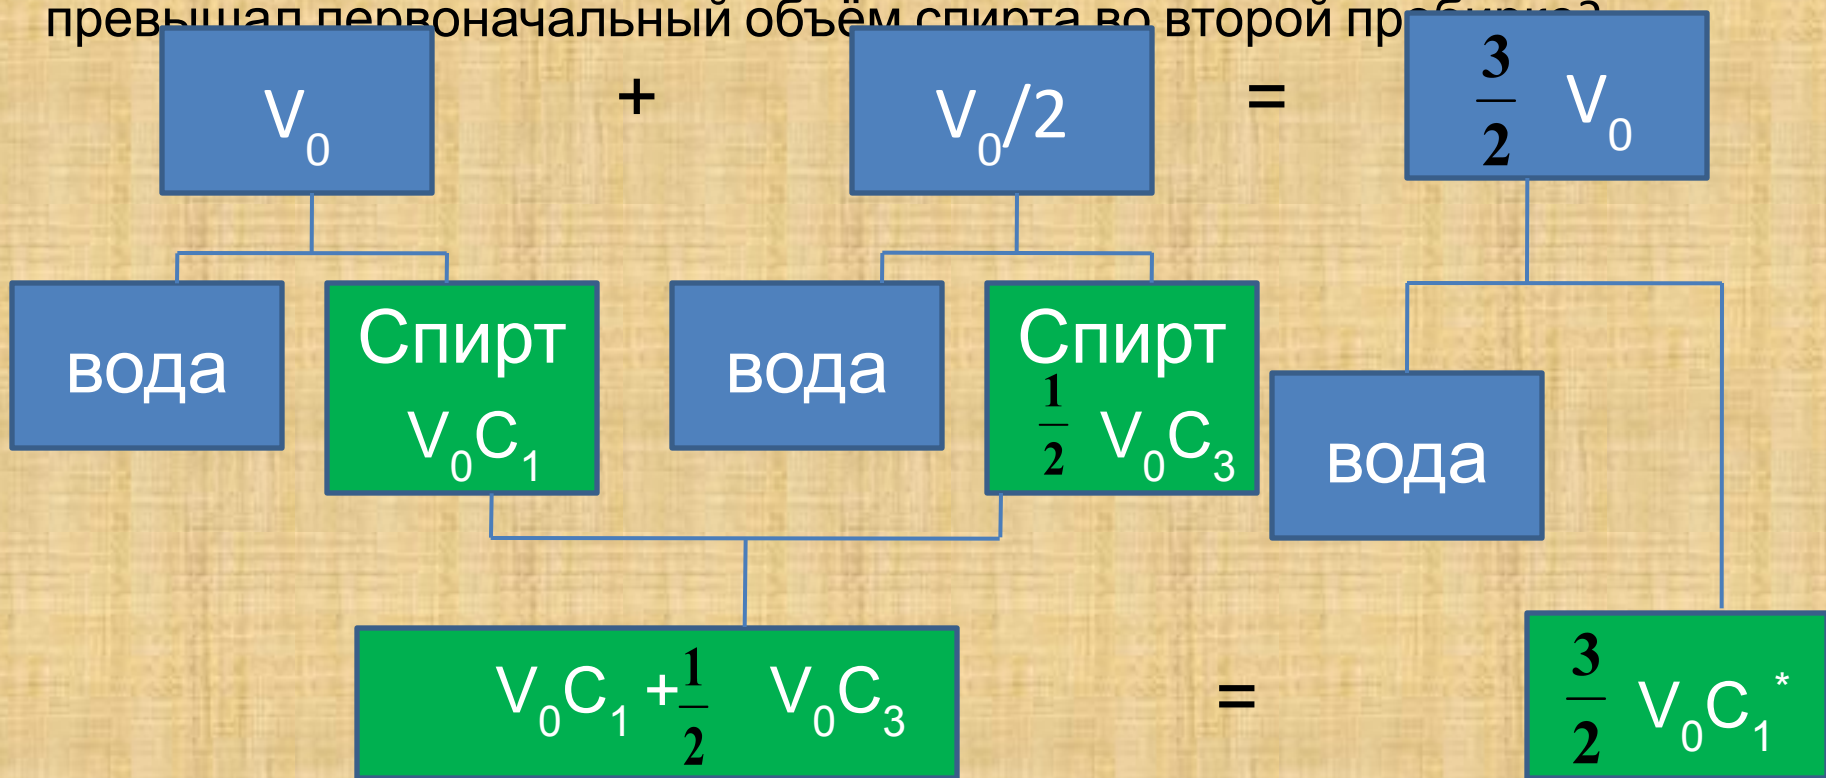 превышал первоначальный объём спирта во второй пробирке?
V₀ + V₀/2 = 3/2 V₀
вода
Спирт
V₀C₁
вода
Спирт
1/2 V₀C₃
вода
V₀C₁ + 1/2 V₀C₃ = 3/2 V₀C₁*